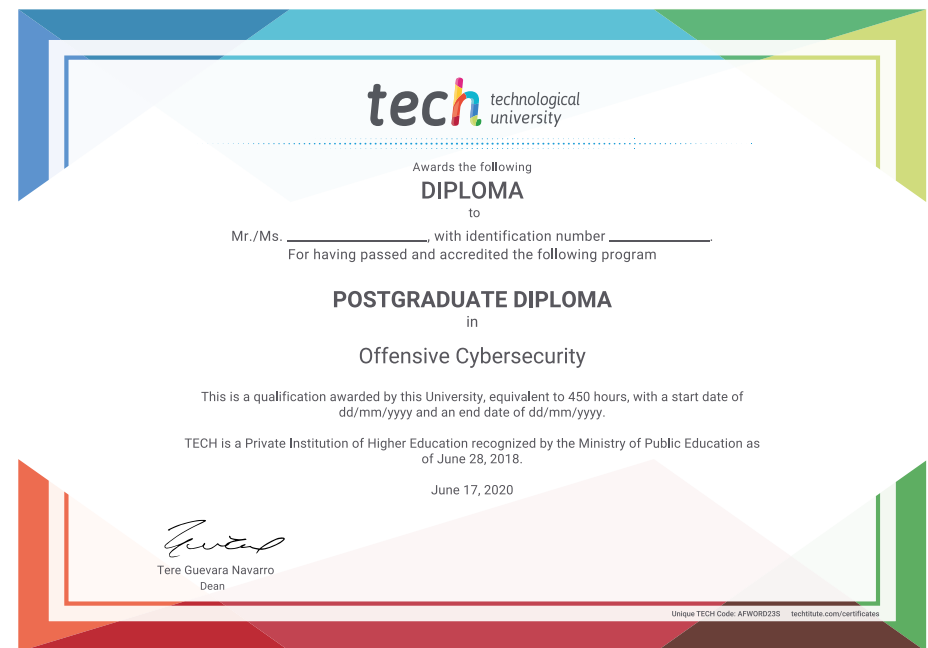 tech technological
university
Awards the following
DIPLOMA
to
Mr./Ms. ____________________, with identification number ______________.
For having passed and accredited the following program
POSTGRADUATE DIPLOMA
in
Offensive Cybersecurity
This is a qualification awarded by this University, equivalent to 450 hours, with a start date of
dd/mm/yyyy and an end date of dd/mm/yyyy.
TECH is a Private Institution of Higher Education recognized by the Ministry of Public Education as
of June 28, 2018.
June 17, 2020
Tere Guevara Navarro
Dean
Unique TECH Code: AFWORD23S techtitute.com/certificates